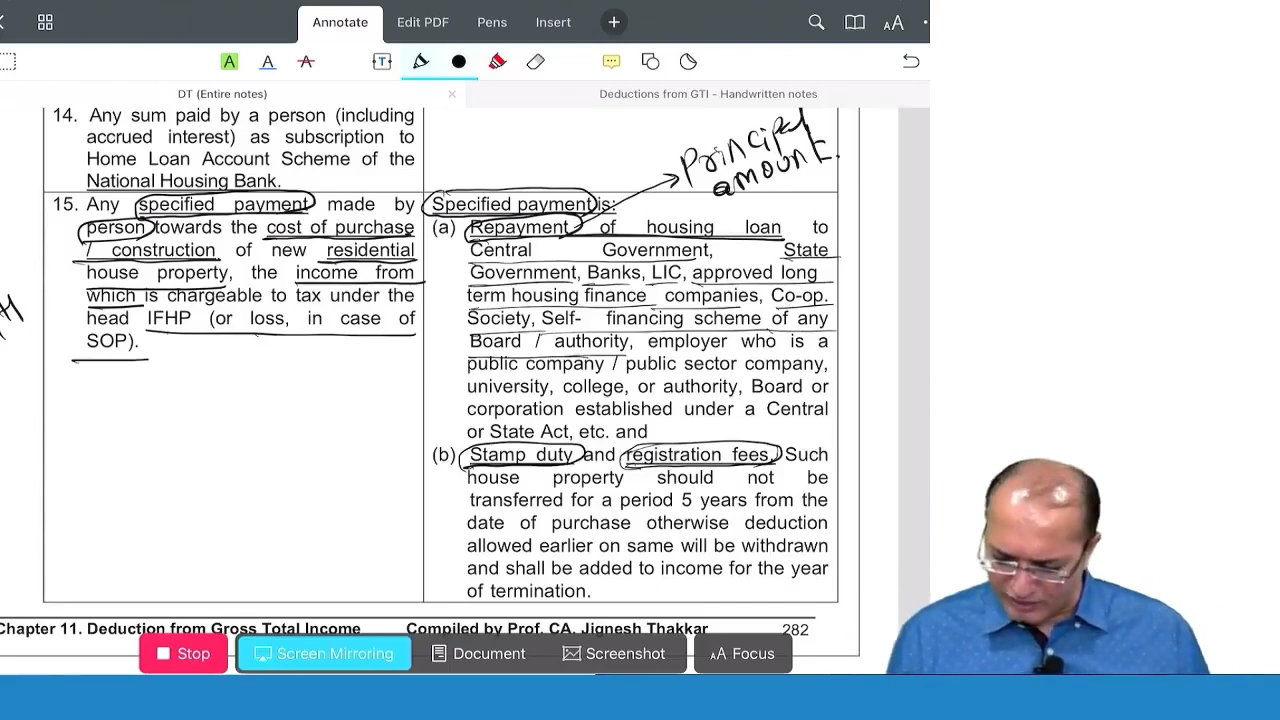 Annotate Edit PDF Pens Insert
DT (Entire notes) Deductions from GTI - Handwritten notes
14. Any sum paid by a person (including
accrued interest) as subscription to
Home Loan Account Scheme of the
National Housing Bank.
Principal
amount.
15. Any specified payment made by
person towards the cost of purchase
/ construction of new residential
house property, the income from
which is chargeable to tax under the
head IFHP (or loss, in case of
SOP).
Specified payment is:
(a) Repayment of housing loan to
Central Government, State
Government, Banks, LIC, approved long
term housing finance companies, Co-op.
Society, Self- financing scheme of any
Board / authority, employer who is a
public company / public sector company,
university, college, or authority, Board or
corporation established under a Central
or State Act, etc. and
(b) Stamp duty and registration fees, Such
house property should not be
transferred for a period 5 years from the
date of purchase otherwise deduction
allowed earlier on same will be withdrawn
and shall be added to income for the year
of termination.
Chapter 11. Deduction from Gross Total Income Compiled by Prof. CA. Jignesh Thakkar 282
Stop Screen Mirroring Document Screenshot AA Focus